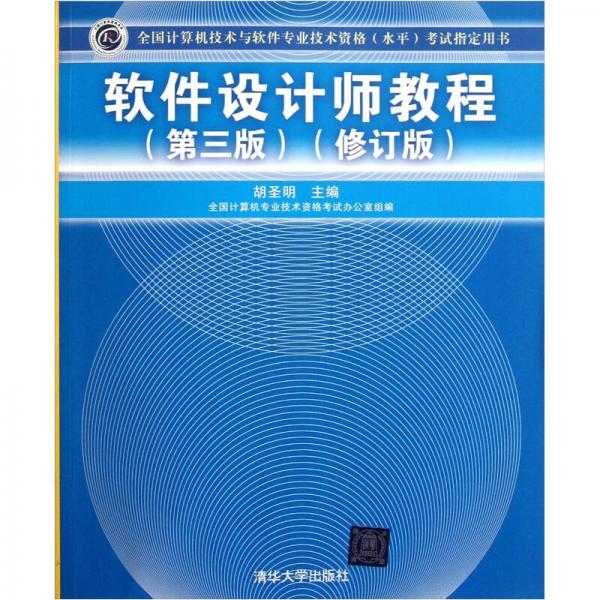 全国计算机技术与软件专业技术资格（水平）考试指定用书
软件设计师教程
（第三版）（修订版）
胡圣明 主编
全国计算机专业技术资格考试办公室组编
清华大学出版社